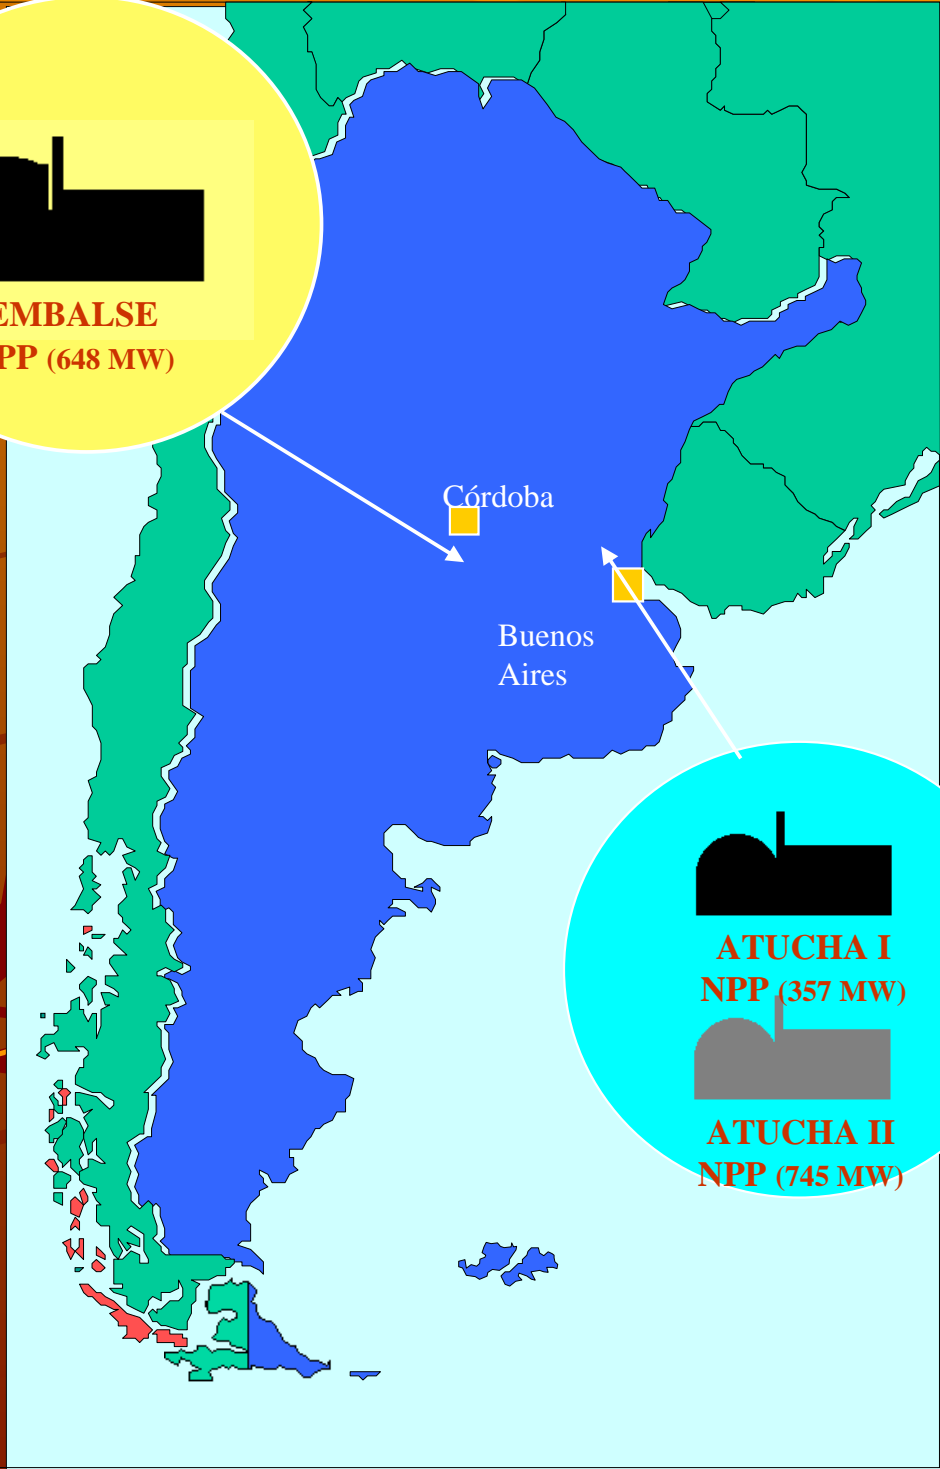 EMBALSE
PP (648 MW)
Córdoba
Buenos
Aires
ATUCHA I
NPP (357 MW)
ATUCHA II
NPP (745 MW)